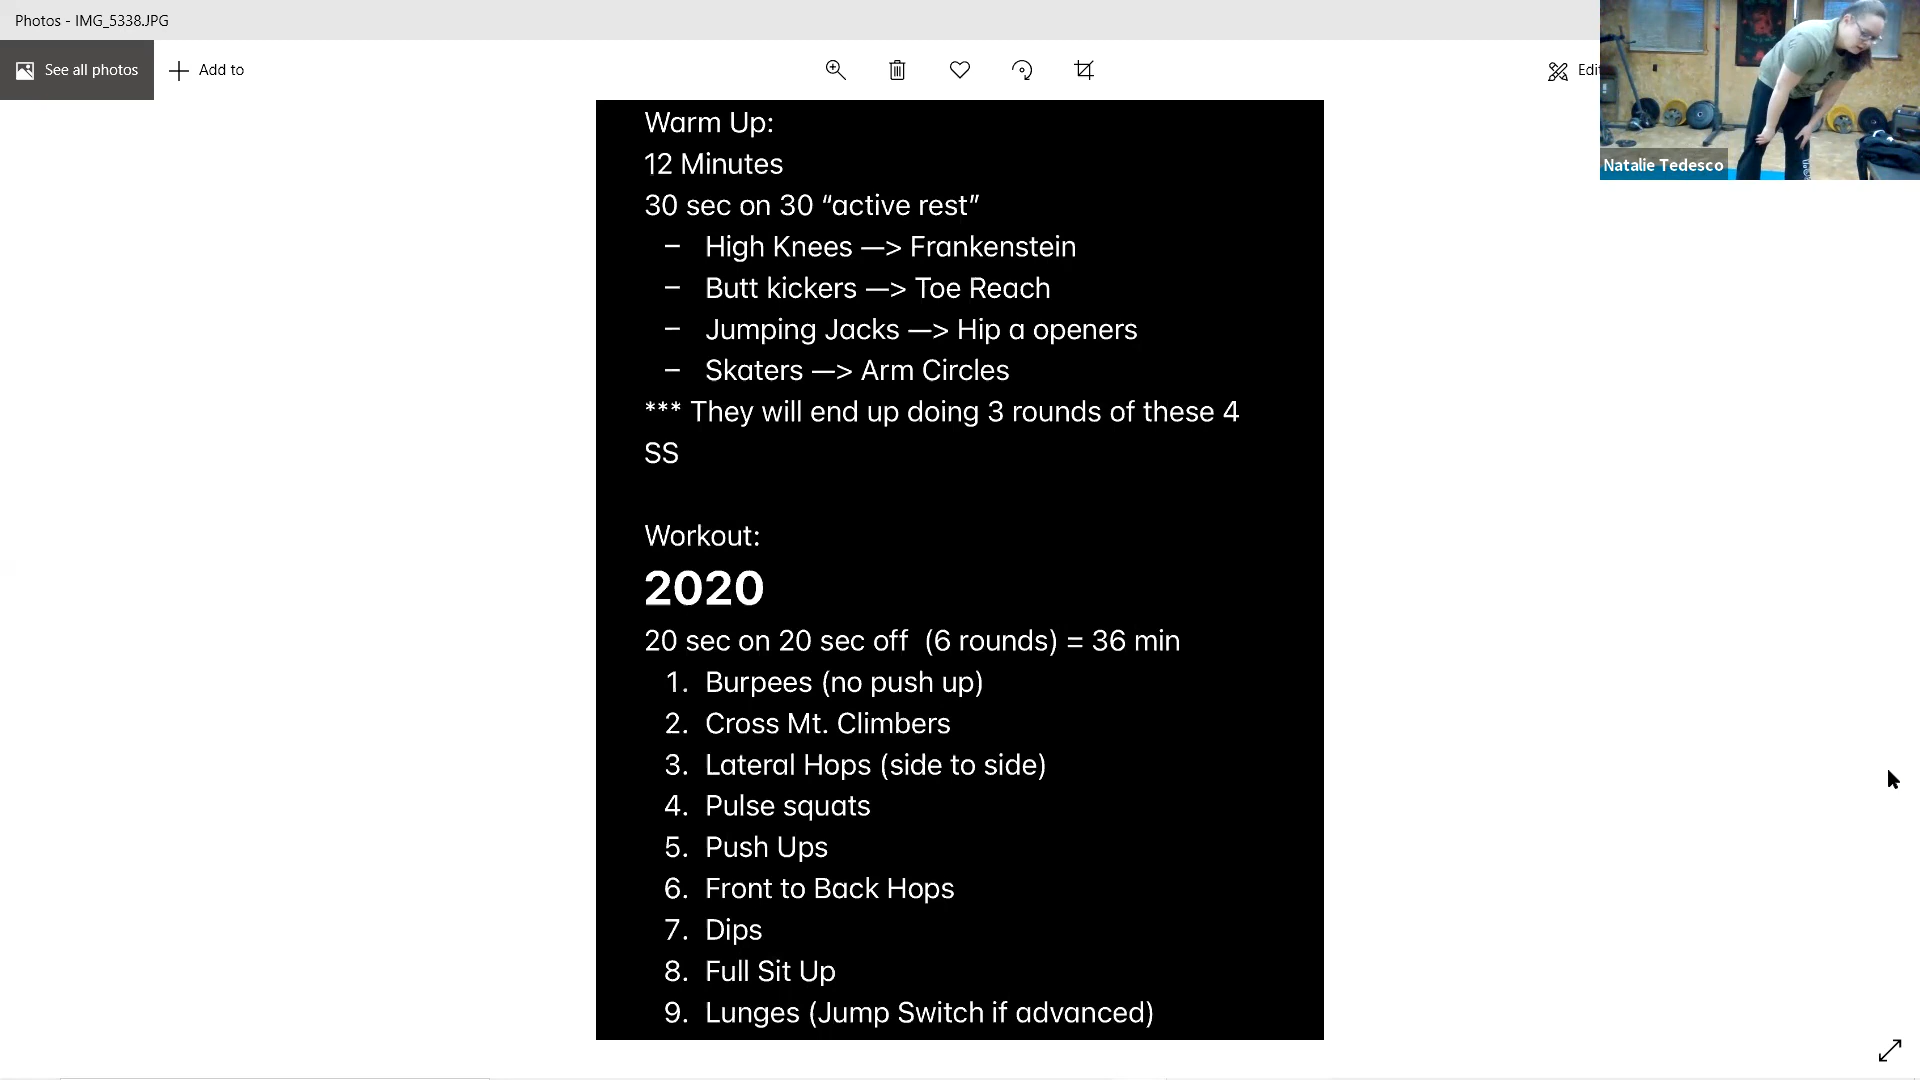 Photos - IMG_5338.JPG
See all photos
Add to
Edit
Natalie Tedesco
Warm Up:
12 Minutes
30 sec on 30 “active rest”
– High Knees —> Frankenstein
– Butt kickers —> Toe Reach
– Jumping Jacks —> Hip a openers
– Skaters —> Arm Circles
*** They will end up doing 3 rounds of these 4
SS
Workout:
2020
20 sec on 20 sec off (6 rounds) = 36 min
1. Burpees (no push up)
2. Cross Mt. Climbers
3. Lateral Hops (side to side)
4. Pulse squats
5. Push Ups
6. Front to Back Hops
7. Dips
8. Full Sit Up
9. Lunges (Jump Switch if advanced)